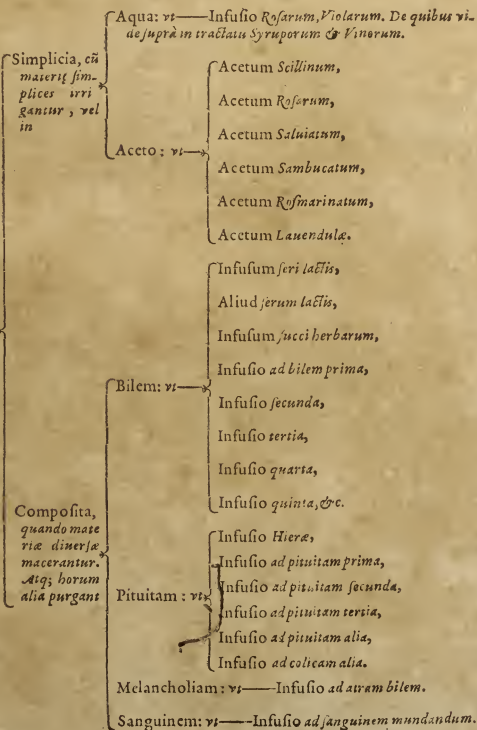 Aqua: vt—Infuſio Roſarum, Violarum. De quibus vi-
de ſuprà in tractatu Syruporum & Vinorum.
Simplicia, cũ
materię ſim-
plices irri
gantur, vel
in
Aceto: vt—
Acetum Scillinum,
Acetum Roſarum,
Acetum Saluiatum,
Acetum Sambucatum,
Acetum Roſmarinatum,
Acetum Lauendulæ.
Compoſita,
quando mate
riæ diuerſæ
macerantur.
Atq; horum
alia purgant
Bilem: vt—
Infuſum ſeri lactis,
Aliud ſerum lactis,
Infuſum ſucci herbarum,
Infuſio ad bilem prima,
Infuſio ſecunda,
Infuſio tertia,
Infuſio quarta,
Infuſio quinta, &c.
Pituitam: vt
Infuſio Hieræ,
Infuſio ad pituitam prima,
Infuſio ad pituitam ſecunda,
Infuſio ad pituitam tertia,
Infuſio ad pituitam alia,
Infuſio ad colicam alia.
Melancholiam: vt—Infuſio ad atram bilem.
Sanguinem: vt—Infuſio ad ſanguinem mundandum.